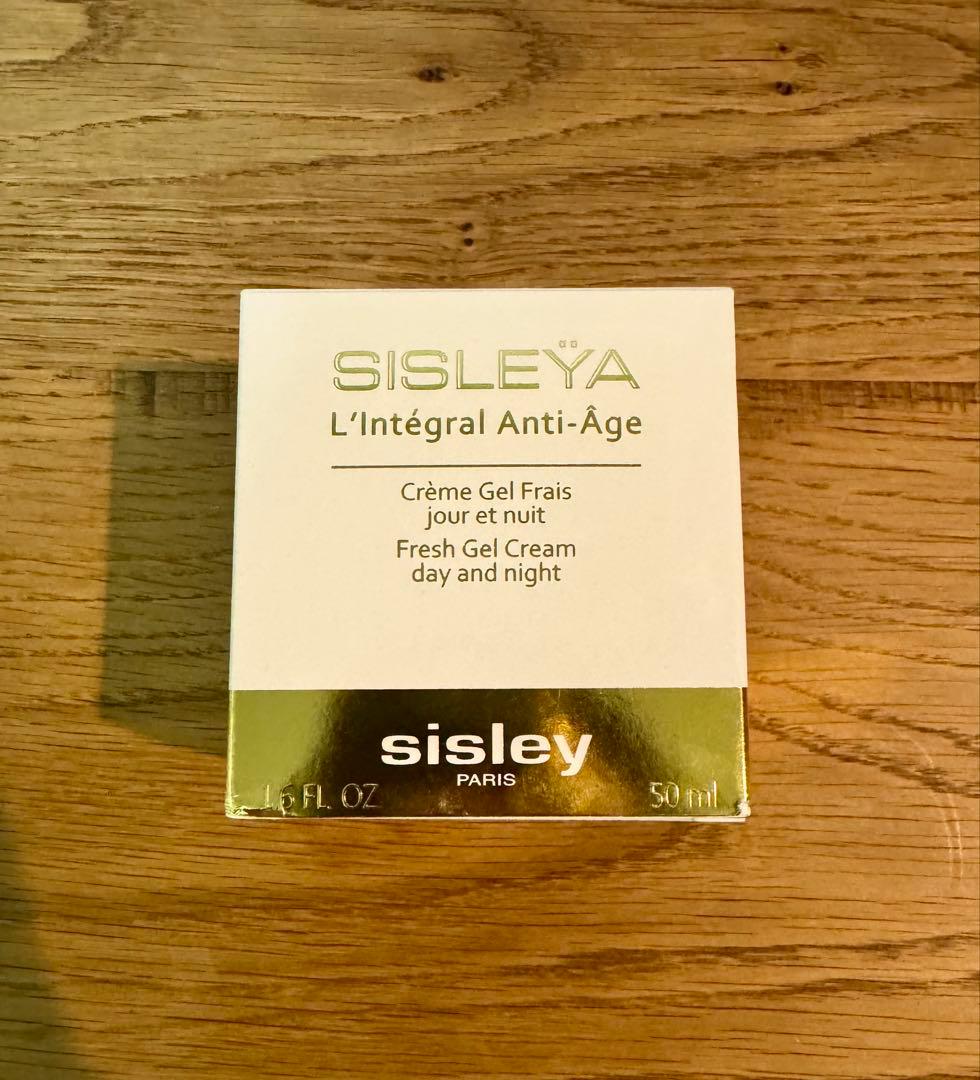 SISLEŸA
L'Intégral Anti-Âge
Crème Gel Frais
jour et nuit
Fresh Gel Cream
day and night
sisley
PARIS
1.6 FL. OZ 50 ml